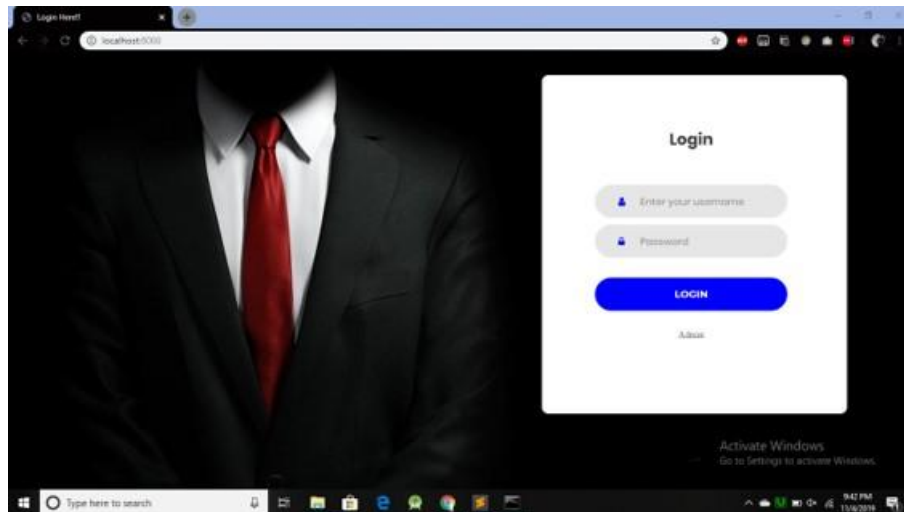 Login Here!!
localhost:5000
Login
Enter your username
Password
LOGIN
Admin
Activate Windows
Go to Settings to activate Windows.
Type here to search
9:42 PM